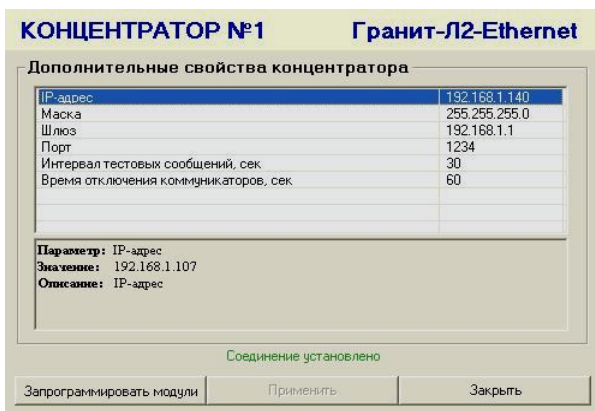 КОНЦЕНТРАТОР №1 Гранит-Л2-Ethernet
Дополнительные свойства концентратора
IP-адрес 192.168.1.140
Маска 255.255.255.0
Шлюз 192.168.1.1
Порт 1234
Интервал тестовых сообщений, сек 30
Время отключения коммуникаторов, сек 60
Параметр: IP-адрес
Значение: 192.168.1.107
Описание: IP-адрес
Соединение установлено
Запрограммировать модули Применить Закрыть